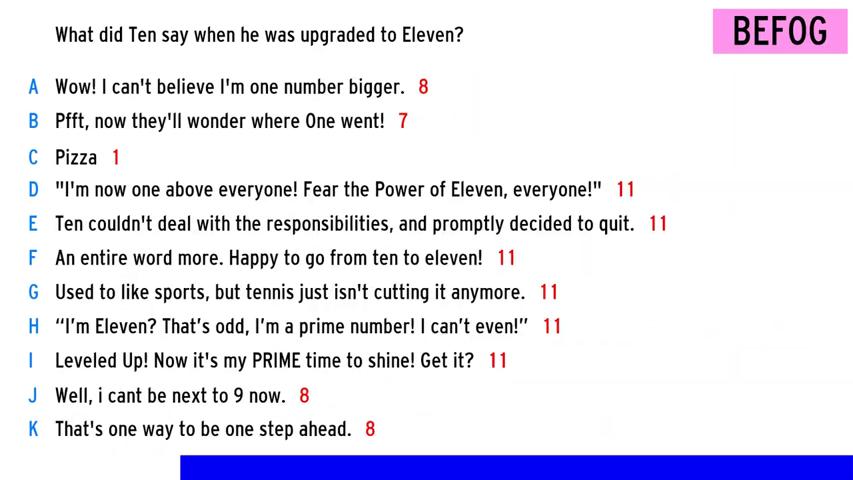 What did Ten say when he was upgraded to Eleven?
BEFOG
A Wow! I can't believe I'm one number bigger. 8
B Pfft, now they'll wonder where One went! 7
C Pizza 1
D "I'm now one above everyone! Fear the Power of Eleven, everyone!" 11
E Ten couldn't deal with the responsibilities, and promptly decided to quit. 11
F An entire word more. Happy to go from ten to eleven! 11
G Used to like sports, but tennis just isn't cutting it anymore. 11
H “I’m Eleven? That’s odd, I’m a prime number! I can’t even!” 11
I Leveled Up! Now it's my PRIME time to shine! Get it? 11
J Well, i cant be next to 9 now. 8
K That's one way to be one step ahead. 8